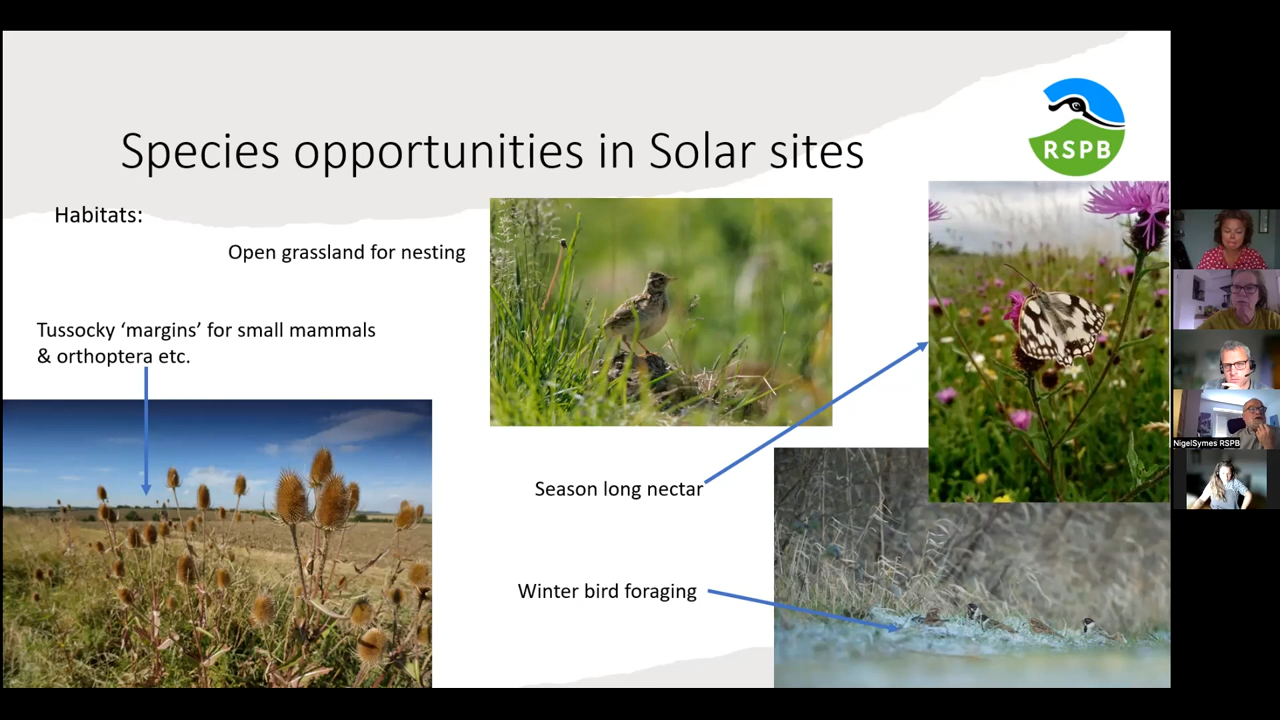 Species opportunities in Solar sites
RSPB
Habitats:
Open grassland for nesting
Tussocky ‘margins’ for small mammals
& orthoptera etc.
Season long nectar
Winter bird foraging
NigelSymes RSPB